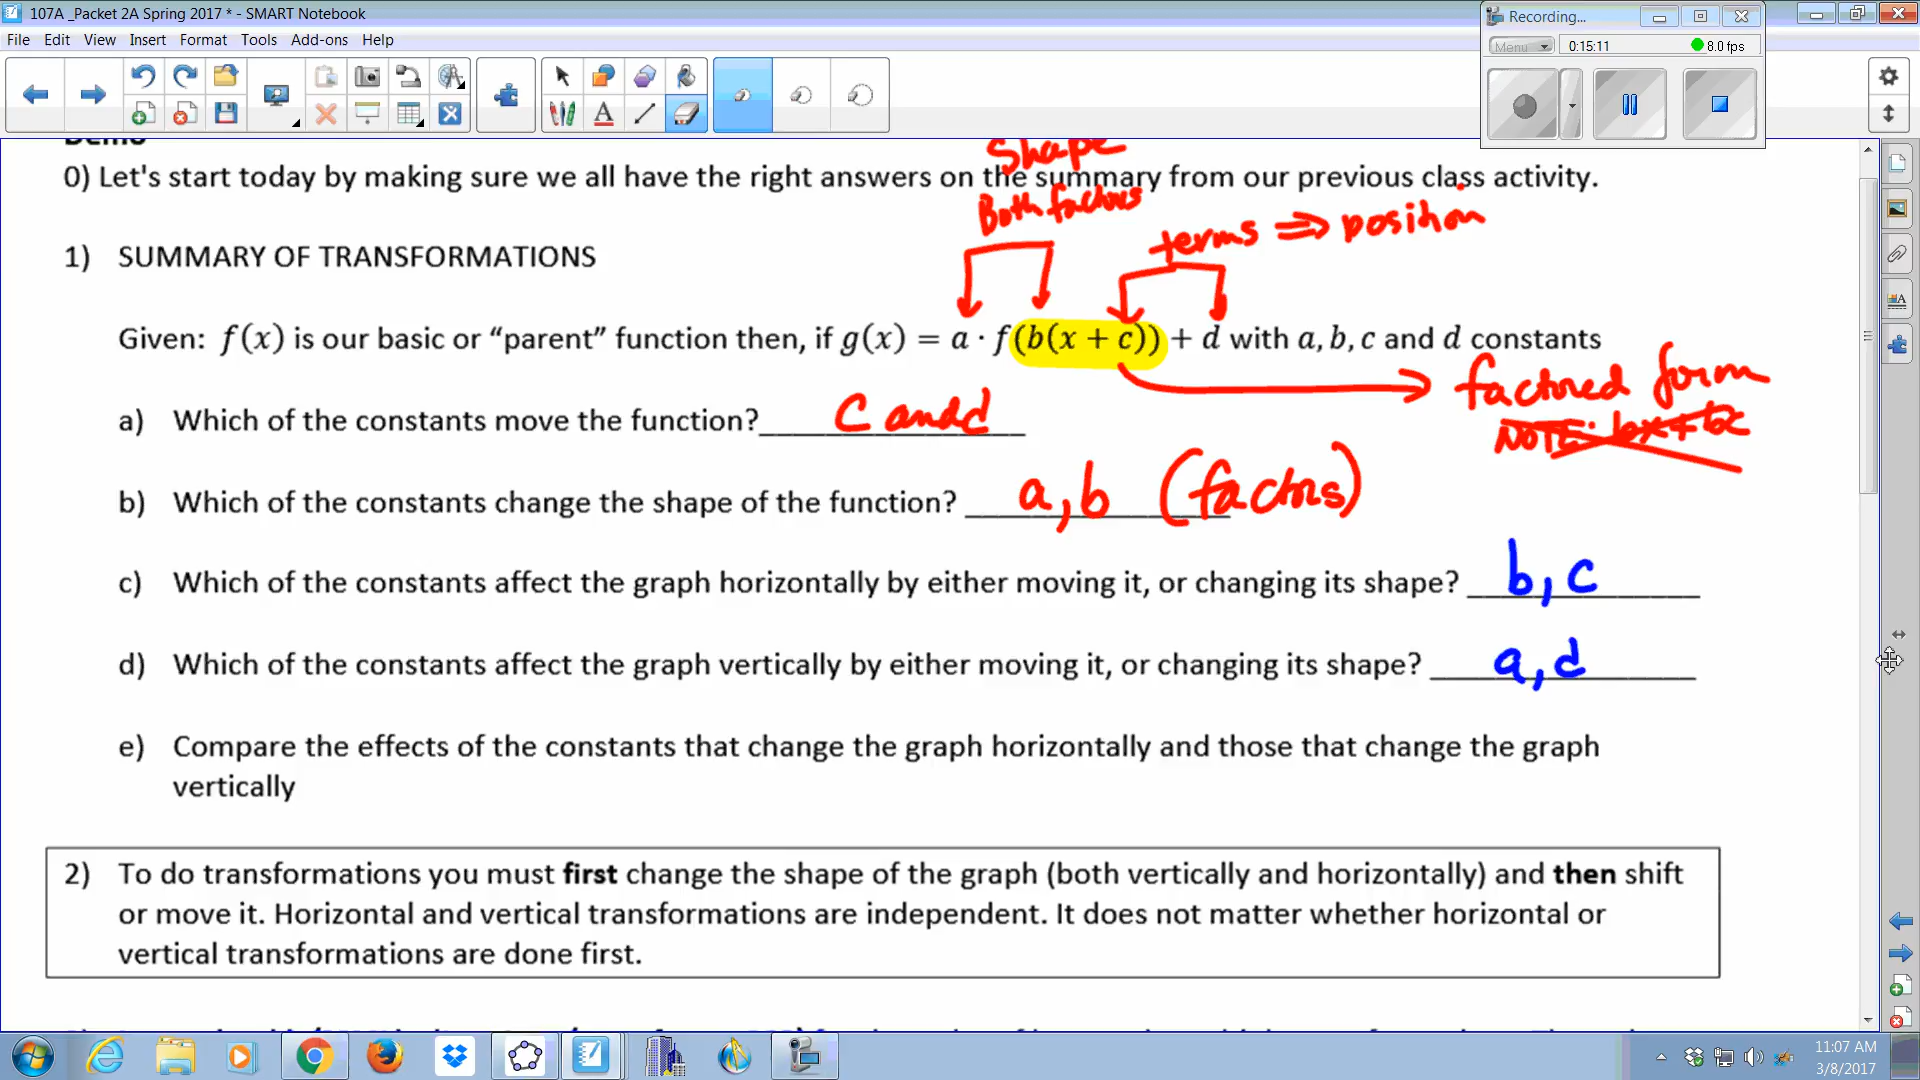 107A _Packet 2A Spring 2017 * - SMART Notebook
Recording...
File Edit View Insert Format Tools Add-ons Help
Menu 0:15:11 8.0 fps
Demo
Shape
0) Let's start today by making sure we all have the right answers on the summary from our previous class activity.
Both factors
terms ⇒ position
1) SUMMARY OF TRANSFORMATIONS
Given: f(x) is our basic or “parent” function then, if g(x) = a · f(b(x + c)) + d with a, b, c and d constants
factored form
NOTE: bx+bc
a) Which of the constants move the function? c and d
b) Which of the constants change the shape of the function? a, b (factors)
c) Which of the constants affect the graph horizontally by either moving it, or changing its shape? b, c
d) Which of the constants affect the graph vertically by either moving it, or changing its shape? a, d
e) Compare the effects of the constants that change the graph horizontally and those that change the graph
vertically
2) To do transformations you must first change the shape of the graph (both vertically and horizontally) and then shift
or move it. Horizontal and vertical transformations are independent. It does not matter whether horizontal or
vertical transformations are done first.
11:07 AM
3/8/2017